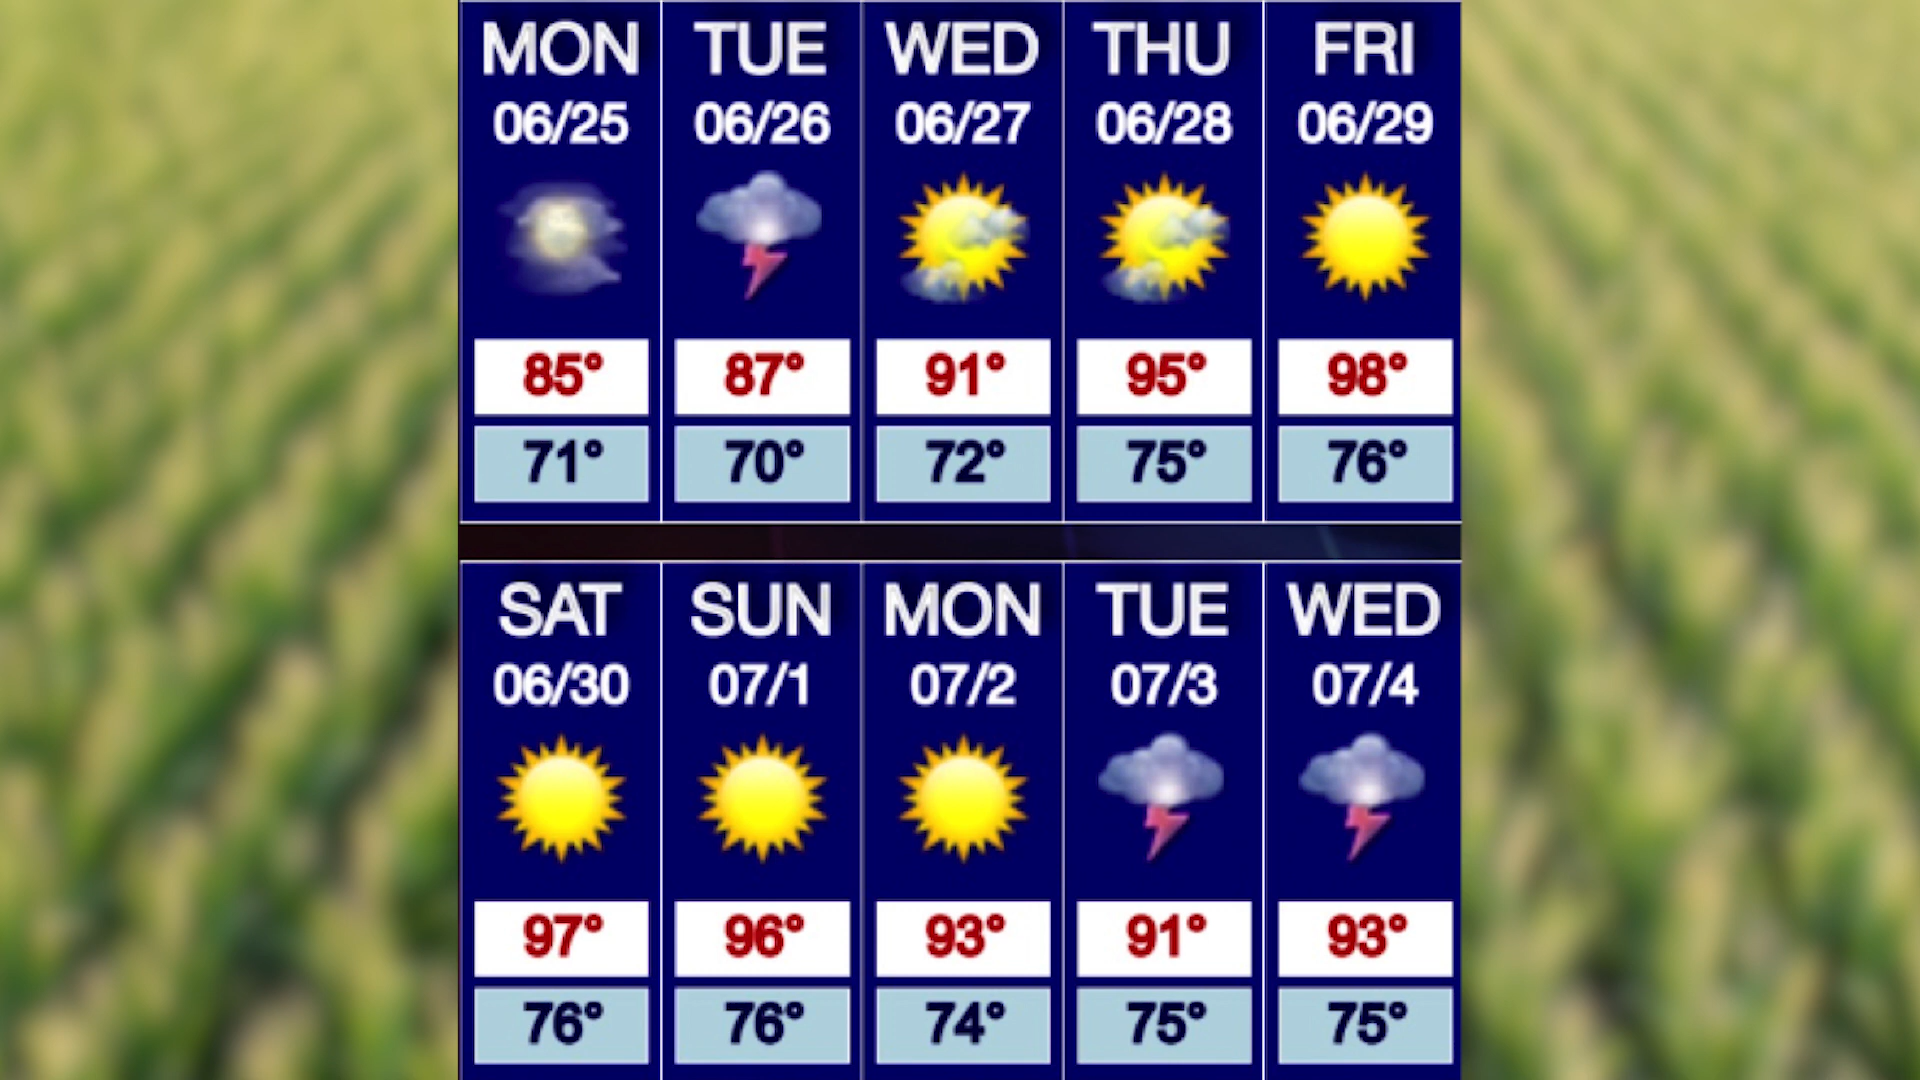 MON TUE WED THU FRI
06/25 06/26 06/27 06/28 06/29
85° 87° 91° 95° 98°
71° 70° 72° 75° 76°
SAT SUN MON TUE WED
06/30 07/1 07/2 07/3 07/4
97° 96° 93° 91° 93°
76° 76° 74° 75° 75°